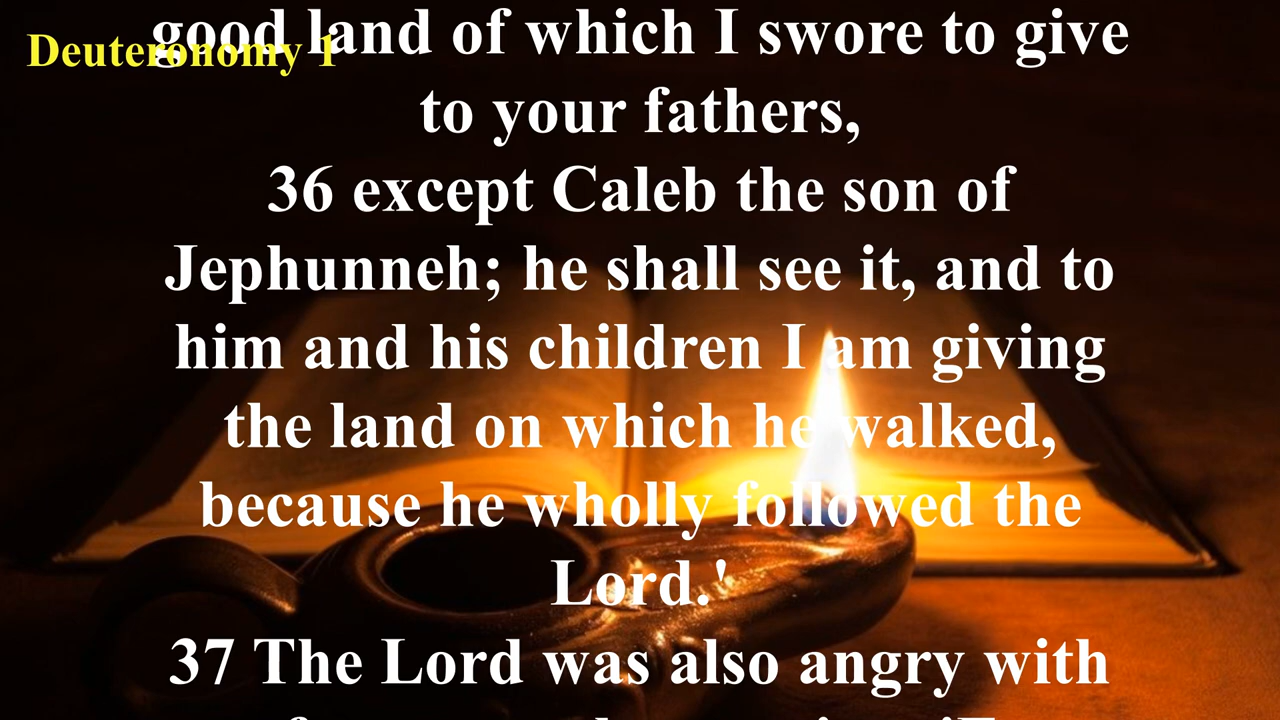 Deuteronomy 1
good land of which I swore to give
to your fathers,
36 except Caleb the son of
Jephunneh; he shall see it, and to
him and his children I am giving
the land on which he walked,
because he wholly followed the
Lord.'
37 The Lord was also angry with